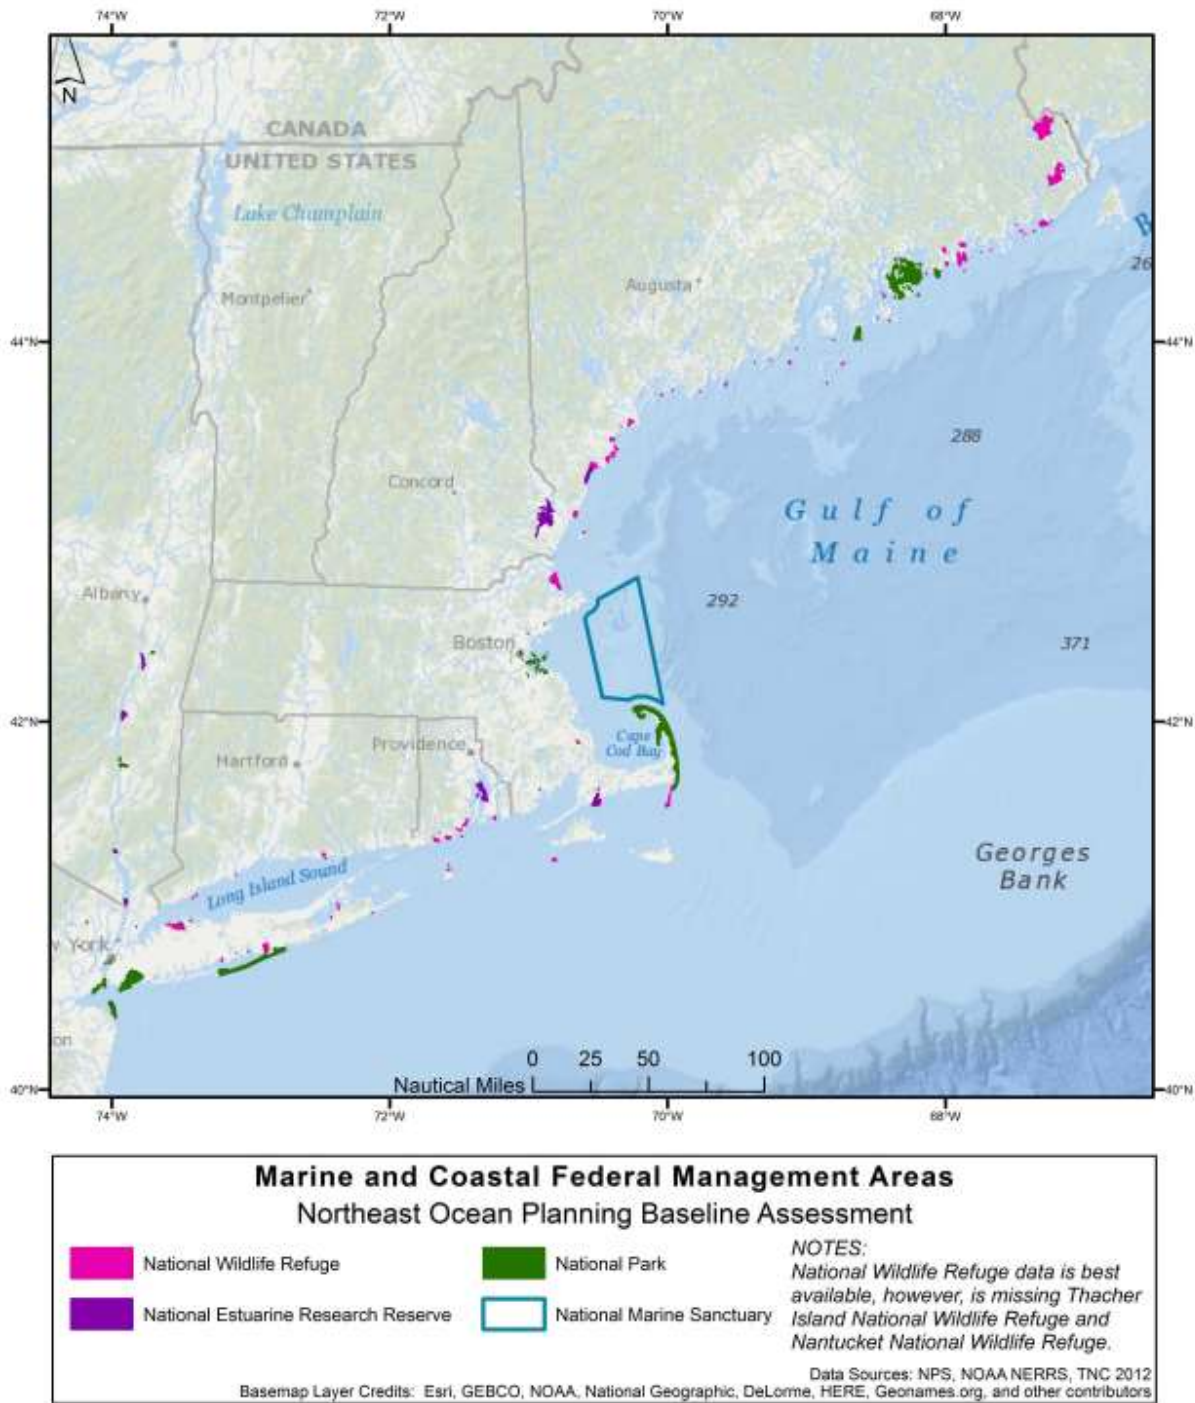 74°W 72°W 70°W 68°W
N
CANADA
UNITED STATES
Lake Champlain
B
26
Montpelier
Augusta
44°N 44°N
288
Concord
Gulf of
Maine
Albany
292
Boston
371
42°N 42°N
Cape
Cod Bay
Providence
Hartford
Georges
Bank
Long Island Sound
w York
on
0 25 50 100
Nautical Miles
40°N 40°N
74°W 72°W 70°W 68°W
Marine and Coastal Federal Management Areas
Northeast Ocean Planning Baseline Assessment
National Wildlife Refuge
National Park
National Estuarine Research Reserve
National Marine Sanctuary
NOTES:
National Wildlife Refuge data is best
available, however, is missing Thacher
Island National Wildlife Refuge and
Nantucket National Wildlife Refuge.
Data Sources: NPS, NOAA NERRS, TNC 2012
Basemap Layer Credits: Esri, GEBCO, NOAA, National Geographic, DeLorme, HERE, Geonames.org, and other contributors